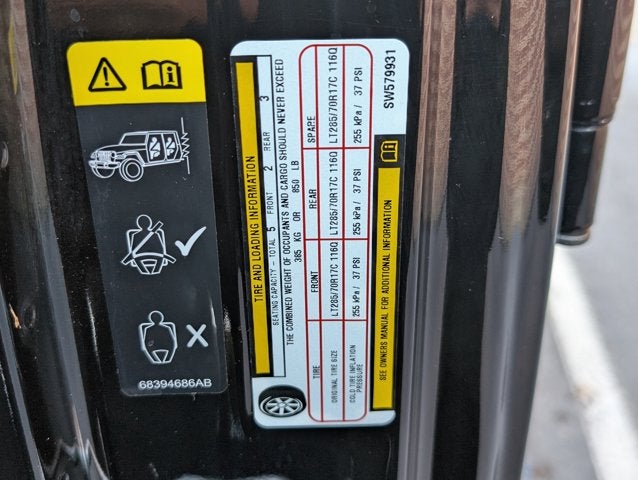 68394686AB
TIRE AND LOADING INFORMATION
SEATING CAPACITY - TOTAL 5 FRONT 2 REAR 3
THE COMBINED WEIGHT OF OCCUPANTS AND CARGO SHOULD NEVER EXCEED
385 KG OR 850 LB
TIRE FRONT REAR SPARE
ORIGINAL TIRE SIZE LT285/70R17C 116Q LT285/70R17C 116Q LT285/70R17C 116Q
COLD TIRE INFLATION
PRESSURE 255 kPa / 37 PSI 255 kPa / 37 PSI 255 kPa / 37 PSI
SEE OWNERS MANUAL FOR ADDITIONAL INFORMATION
SW579931